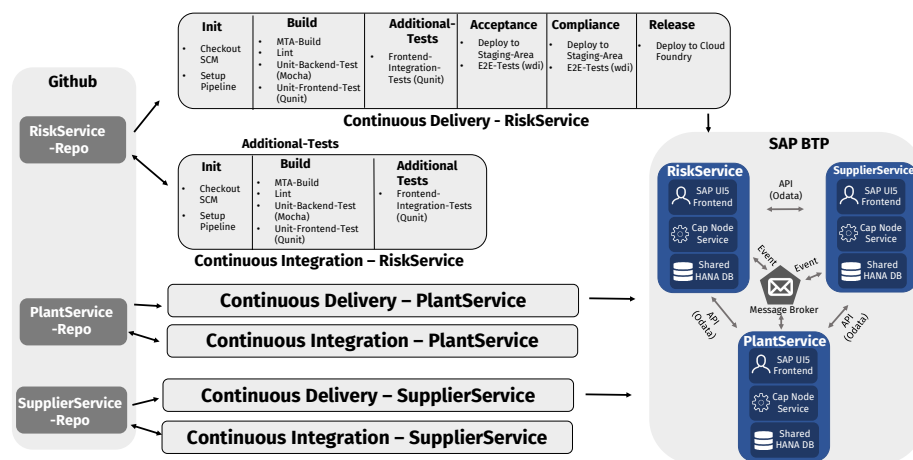 Github
RiskService
-Repo
PlantService
-Repo
SupplierService
-Repo
Init
• Checkout
SCM
• Setup
Pipeline
Build
• MTA-Build
• Lint
• Unit-Backend-Test
(Mocha)
• Unit-Frontend-Test
(Qunit)
Additional-
Tests
• Frontend-
Integration-
Tests (Qunit)
Acceptance
• Deploy to
Staging-Area
• E2E-Tests (wdi)
Compliance
• Deploy to
Staging-Area
• E2E-Tests (wdi)
Release
• Deploy to Cloud
Foundry
Continuous Delivery - RiskService
Additional-Tests
Init
• Checkout
SCM
• Setup
Pipeline
Build
• MTA-Build
• Lint
• Unit-Backend-Test
(Mocha)
• Unit-Frontend-Test
(Qunit)
Additional
Tests
• Frontend-
Integration-Tests
(Qunit)
Continuous Integration – RiskService
Continuous Delivery – PlantService
Continuous Integration – PlantService
Continuous Delivery – SupplierService
Continuous Integration – SupplierService
SAP BTP
RiskService
SAP UI5
Frontend
Cap Node
Service
Shared
HANA DB
API
(Odata)
SupplierService
SAP UI5
Frontend
Cap Node
Service
Shared
HANA DB
Event
Event
Message Broker
API
(Odata)
API
(Odata)
PlantService
SAP UI5
Frontend
Cap Node
Service
Shared
HANA DB